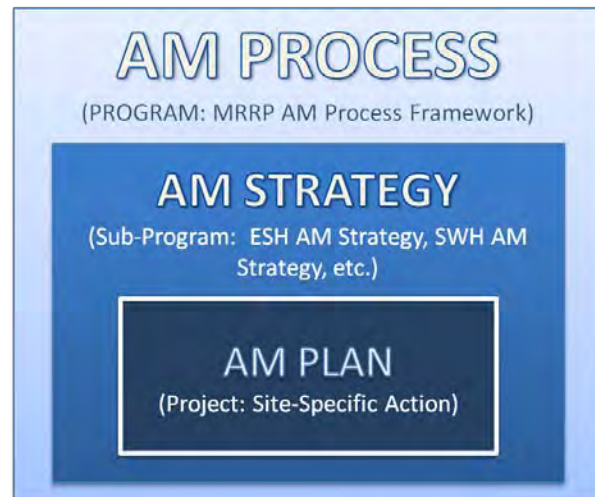 AM PROCESS
(PROGRAM: MRRP AM Process Framework)
AM STRATEGY
(Sub-Program: ESH AM Strategy, SWH AM
Strategy, etc.)
AM PLAN
(Project: Site-Specific Action)